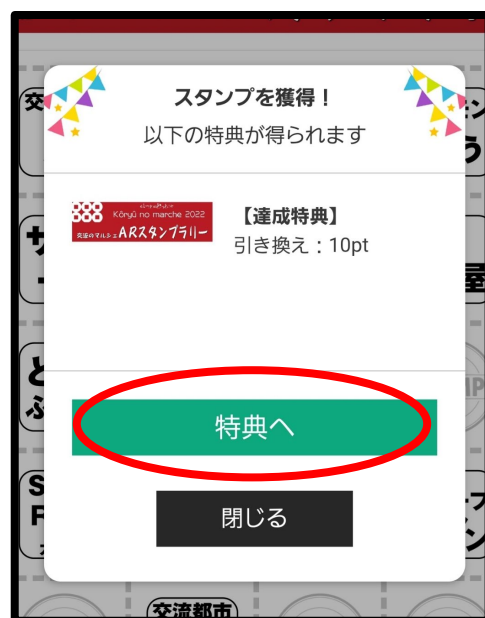 スタンプを獲得！
以下の特典が得られます
Kōryū no marche 2022
交流のマルシェ ARスタンプラリー
【達成特典】
引き換え：10pt
特典へ
閉じる
交流都市